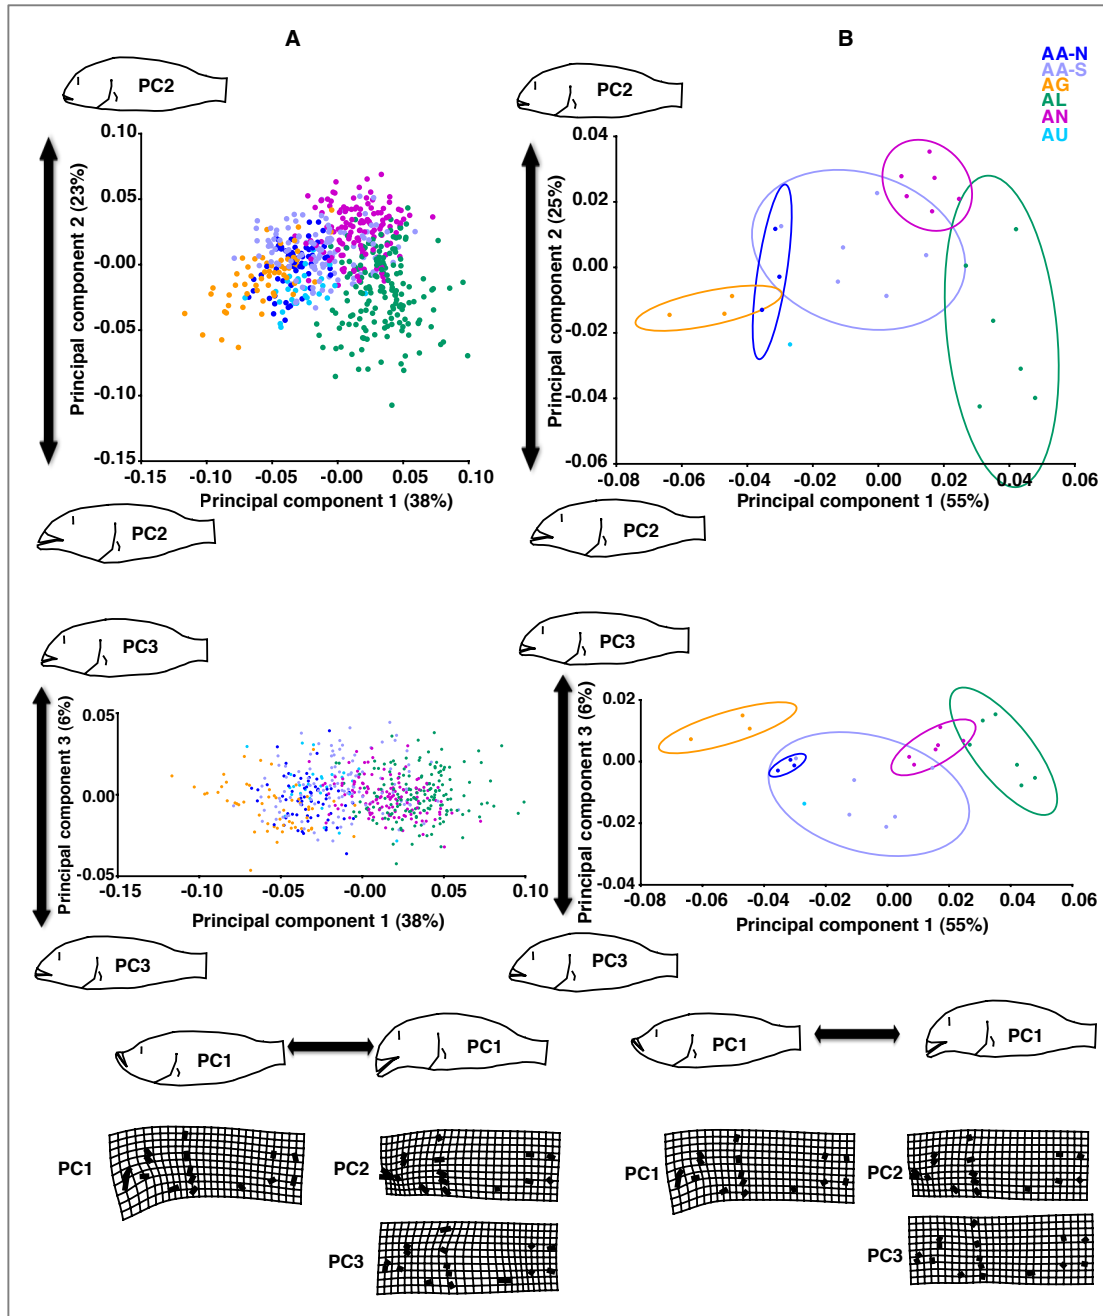 A
B
AA-N
AA-S
AG
AL
AN
AU
PC2
PC2
0.10
0.05
-0.00
-0.05
-0.10
-0.15
Principal component 2 (23%)
-0.15
-0.10
-0.05
-0.00
0.05
0.10
Principal component 1 (38%)
0.04
0.02
0.00
-0.02
-0.04
-0.06
Principal component 2 (25%)
-0.08
-0.06
-0.04
-0.02
0.00
0.02
0.04
0.06
Principal component 1 (55%)
PC2
PC2
PC3
PC3
0.05
0.00
-0.05
Principal component 3 (6%)
-0.15
-0.10
-0.05
-0.00
0.05
0.10
Principal component 1 (38%)
0.02
0.00
-0.02
-0.04
Principal component 3 (6%)
-0.08
-0.06
-0.04
-0.02
-0.00
0.02
0.04
0.06
Principal component 1 (55%)
PC3
PC3
PC1
PC1
PC1
PC1
PC1
PC2
PC3
PC1
PC2
PC3